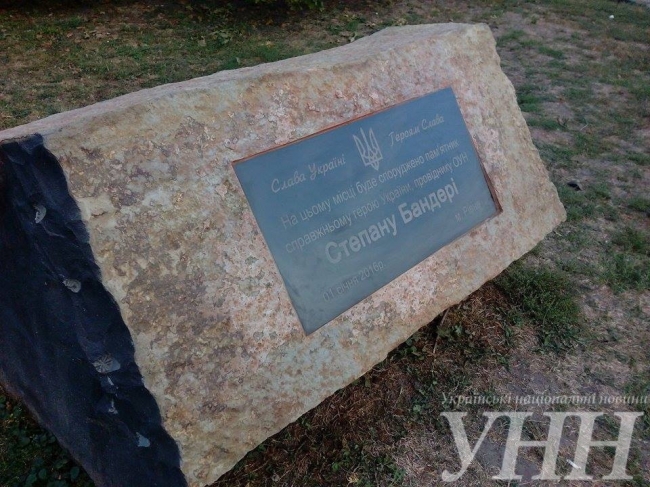 Слава Україні
Героям Слава
На цьому місці буде споруджено пам'ятник
справжньому герою України, провіднику ОУН
Степану Бандері
2016р.
Українські національні новини
УНН